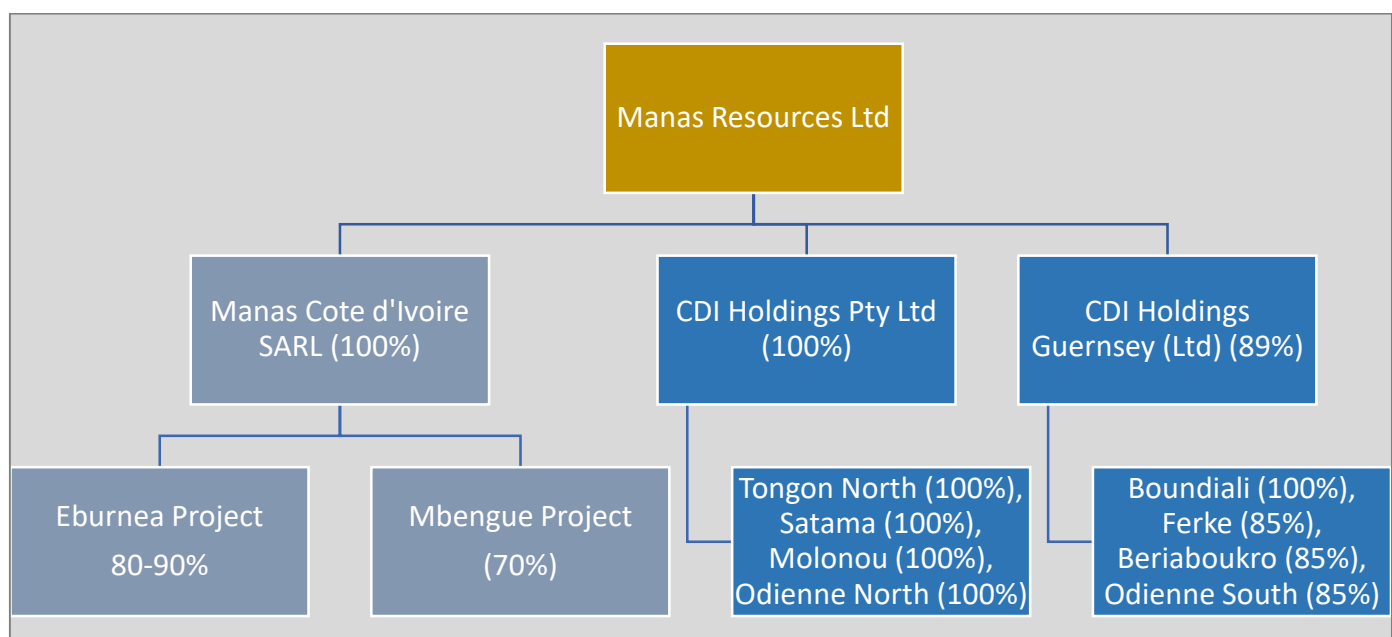 Manas Resources Ltd
Manas Cote d'Ivoire
SARL (100%)
CDI Holdings Pty Ltd
(100%)
CDI Holdings
Guernsey (Ltd) (89%)
Eburnea Project
80-90%
Mbengue Project
(70%)
Tongon North (100%),
Satama (100%),
Molonou (100%),
Odienne North (100%)
Boundiali (100%),
Ferke (85%),
Beriaboukro (85%),
Odienne South (85%)